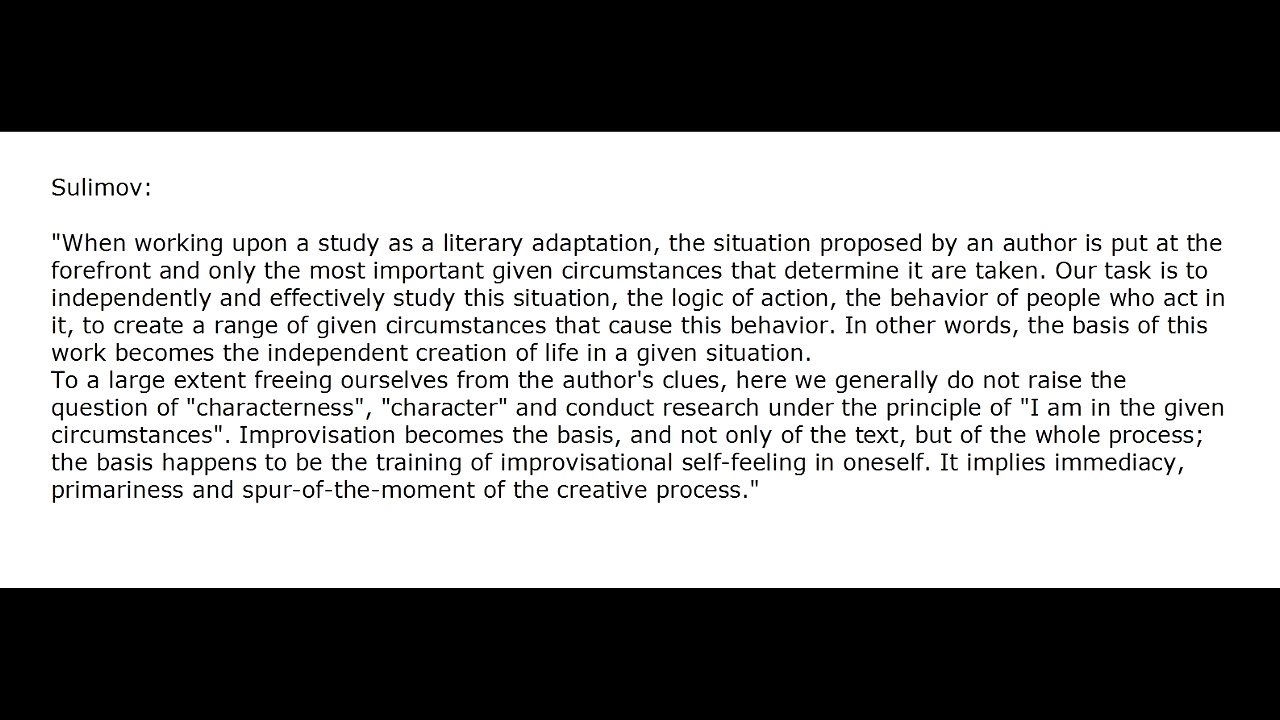 Sulimov:
"When working upon a study as a literary adaptation, the situation proposed by an author is put at the
forefront and only the most important given circumstances that determine it are taken. Our task is to
independently and effectively study this situation, the logic of action, the behavior of people who act in
it, to create a range of given circumstances that cause this behavior. In other words, the basis of this
work becomes the independent creation of life in a given situation.
To a large extent freeing ourselves from the author's clues, here we generally do not raise the
question of "characterness", "character" and conduct research under the principle of "I am in the given
circumstances". Improvisation becomes the basis, and not only of the text, but of the whole process;
the basis happens to be the training of improvisational self-feeling in oneself. It implies immediacy,
primariness and spur-of-the-moment of the creative process."